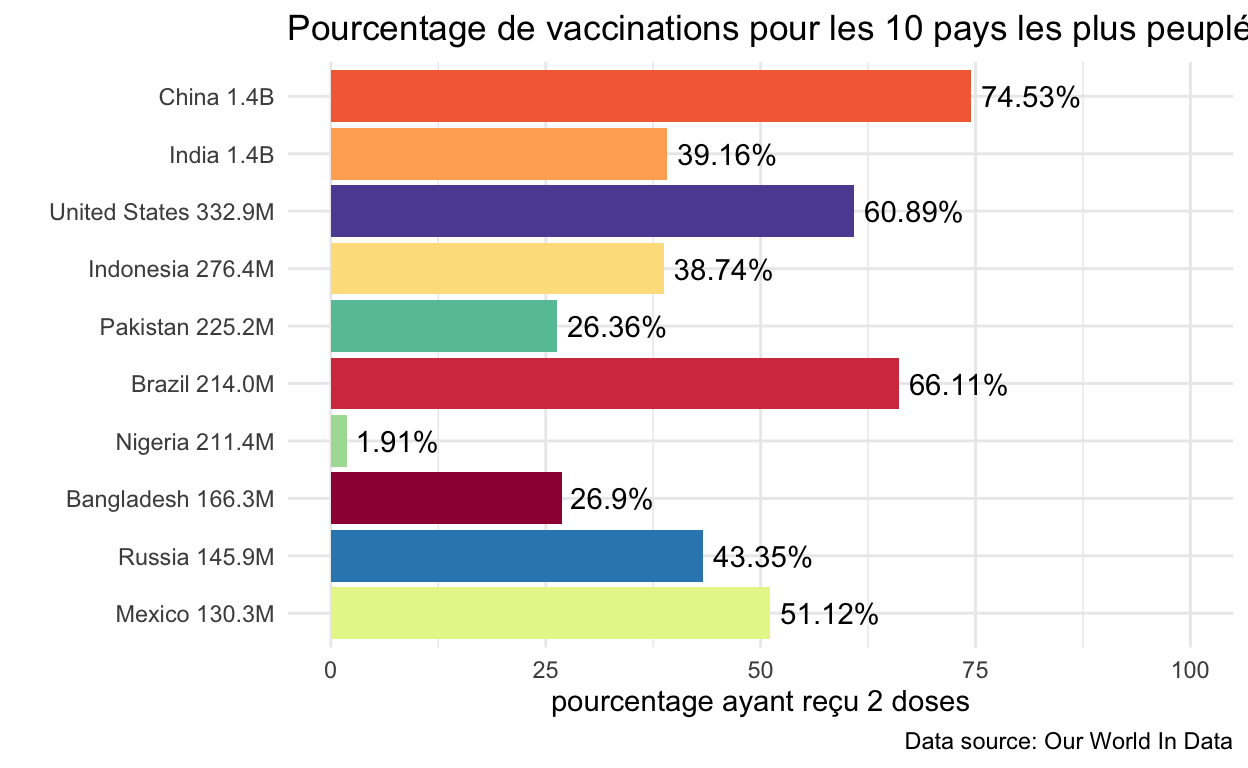 Pourcentage de vaccinations pour les 10 pays les plus peuplé
China 1.4B 74.53%
India 1.4B 39.16%
United States 332.9M 60.89%
Indonesia 276.4M 38.74%
Pakistan 225.2M 26.36%
Brazil 214.0M 66.11%
Nigeria 211.4M 1.91%
Bangladesh 166.3M 26.9%
Russia 145.9M 43.35%
Mexico 130.3M 51.12%
0 25 50 75 100
pourcentage ayant reçu 2 doses
Data source: Our World In Data